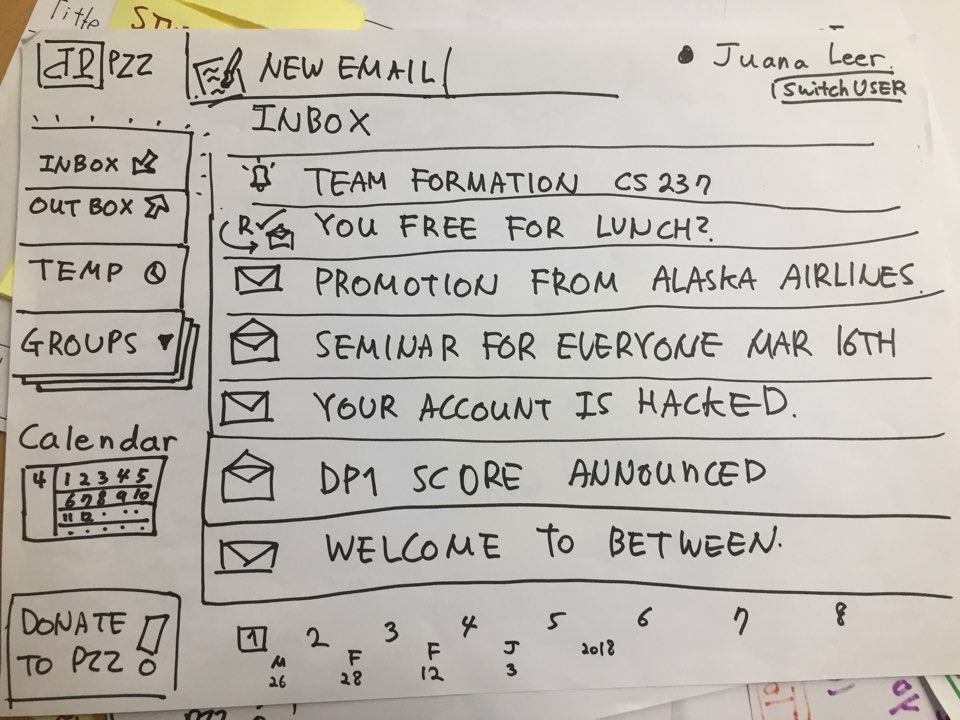 Title
PZZ
NEW EMAIL
Juana Leer.
Switch USER
INBOX
INBOX
OUT BOX
TEMP
GROUPS
TEAM FORMATION CS 237
R YOU FREE FOR LUNCH?
PROMOTION FROM ALASKA AIRLINES.
SEMINAR FOR EVERYONE MAR 16TH
YOUR ACCOUNT IS HACKED.
DP1 SCORE ANNOUNCED
WELCOME TO BETWEEN.
Calendar
4 1 2 3 4 5
6 7 8 9 10
11 12
DONATE
TO PZZ !
1 2 3 4 5 6 7 8
M F F J 2018
26 28 12 3